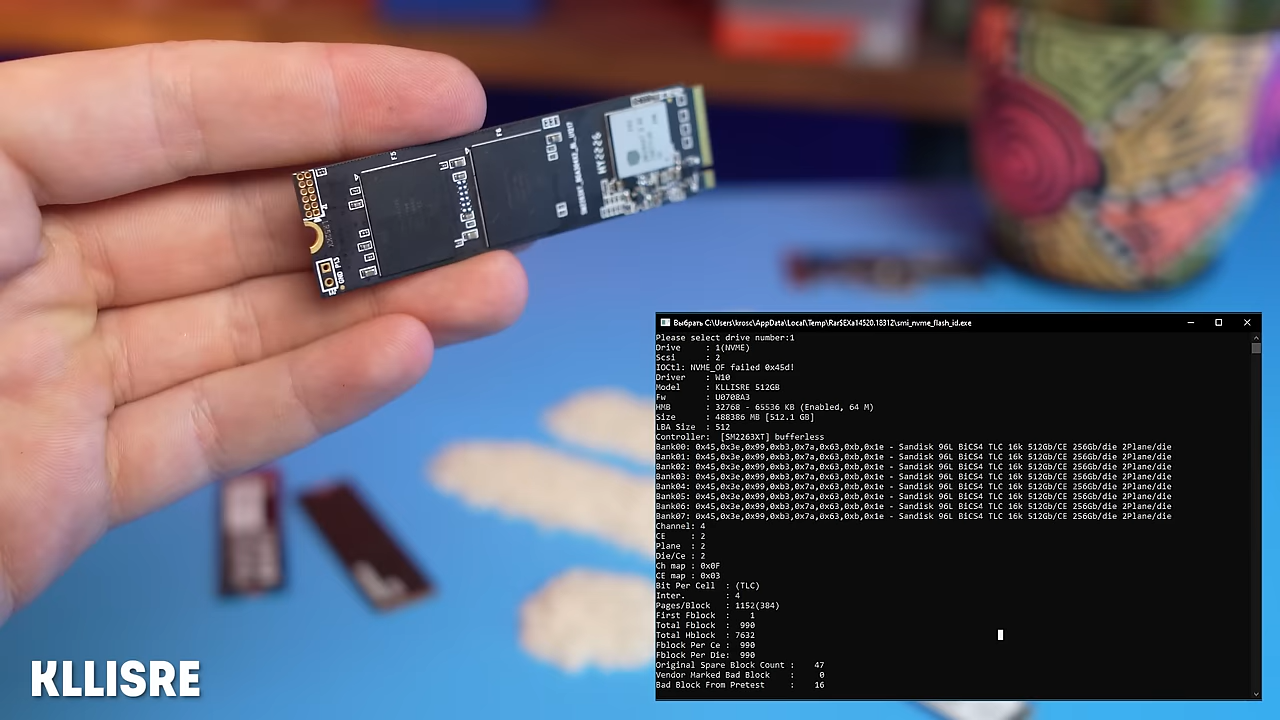 F5
F6
HY2226
Выбрать C:\Users\krosc\AppData\Local\Temp\Rar$EXa14520.18312\smi_nvme_flash_id.exe
Please select drive number:1
Drive : 1(NVME)
Scsi : 2
IOCtl: NVME_OF failed 0x45d!
Driver : W10
Model : KLLISRE 512GB
Fw : U0708A3
HMB : 32768 - 65536 KB (Enabled, 64 M)
Size : 488386 MB [512.1 GB]
LBA Size : 512
Controller: [SM2263XT] bufferless
Bank00: 0x45,0x3e,0x99,0xb3,0x7a,0x63,0xb,0x1e - Sandisk 96L BiCS4 TLC 16k 512Gb/CE 256Gb/die 2Plane/die
Bank01: 0x45,0x3e,0x99,0xb3,0x7a,0x63,0xb,0x1e - Sandisk 96L BiCS4 TLC 16k 512Gb/CE 256Gb/die 2Plane/die
Bank02: 0x45,0x3e,0x99,0xb3,0x7a,0x63,0xb,0x1e - Sandisk 96L BiCS4 TLC 16k 512Gb/CE 256Gb/die 2Plane/die
Bank03: 0x45,0x3e,0x99,0xb3,0x7a,0x63,0xb,0x1e - Sandisk 96L BiCS4 TLC 16k 512Gb/CE 256Gb/die 2Plane/die
Bank04: 0x45,0x3e,0x99,0xb3,0x7a,0x63,0xb,0x1e - Sandisk 96L BiCS4 TLC 16k 512Gb/CE 256Gb/die 2Plane/die
Bank05: 0x45,0x3e,0x99,0xb3,0x7a,0x63,0xb,0x1e - Sandisk 96L BiCS4 TLC 16k 512Gb/CE 256Gb/die 2Plane/die
Bank06: 0x45,0x3e,0x99,0xb3,0x7a,0x63,0xb,0x1e - Sandisk 96L BiCS4 TLC 16k 512Gb/CE 256Gb/die 2Plane/die
Bank07: 0x45,0x3e,0x99,0xb3,0x7a,0x63,0xb,0x1e - Sandisk 96L BiCS4 TLC 16k 512Gb/CE 256Gb/die 2Plane/die
Channel: 4
CE : 2
Plane : 2
Die/Ce : 2
Ch map : 0x0F
CE map : 0x03
Bit Per Cell : (TLC)
Inter. : 4
Pages/Block : 1152(384)
First Fblock : 1
Total Fblock : 990
Total Hblock : 7632
Fblock Per Ce : 990
Fblock Per Die: 990
Original Spare Block Count : 47
Vendor Marked Bad Block : 0
Bad Block From Pretest : 16
KLLISRE